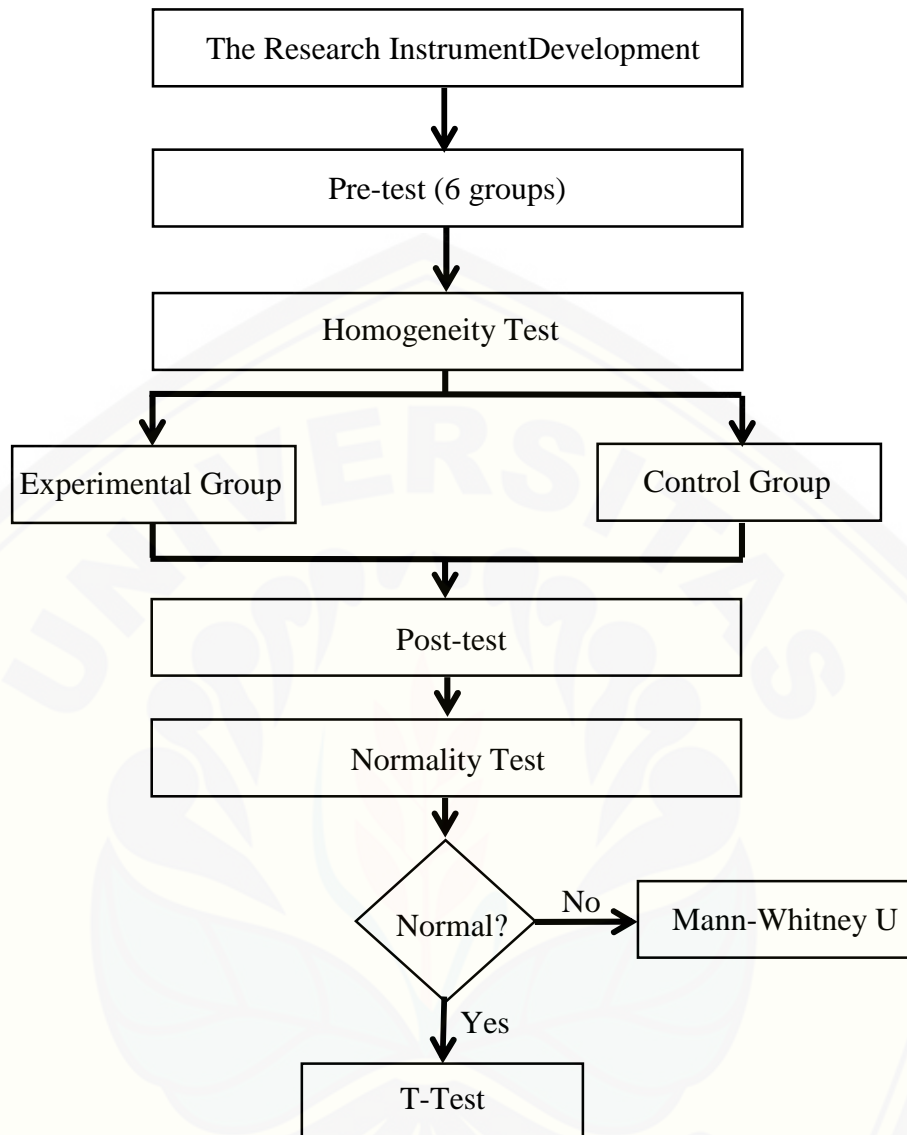 The Research InstrumentDevelopment
Pre-test (6 groups)
Homogeneity Test
Experimental Group
Control Group
UNIVERSITAS
Post-test
Normality Test
Normal?
No
Mann-Whitney U
Yes
T-Test